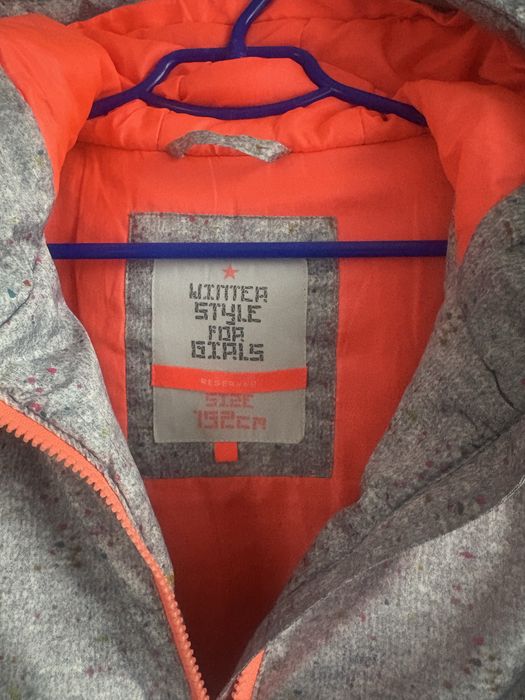 WINTER
STYLE
FOR
GIRLS
RESERVED
SIZE
152CM